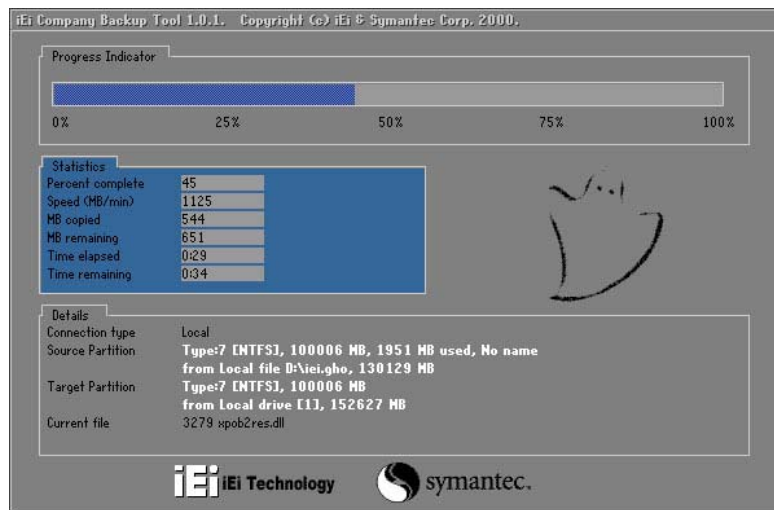 iEi Company Backup Tool 1.0.1. Copyright (c) iEi & Symantec Corp. 2000.
Progress Indicator
0% 25% 50% 75% 100%
Statistics
Percent complete 45
Speed (MB/min) 1125
MB copied 544
MB remaining 651
Time elapsed 0:29
Time remaining 0:34
Details
Connection type Local
Source Partition Type:7 [NTFS], 100006 MB, 1951 MB used, No name
from Local file D:\iei.gho, 130129 MB
Target Partition Type:7 [NTFS], 100006 MB
from Local drive [1], 152627 MB
Current file 3279 xpob2res.dll
iEi iEi Technology symantec.